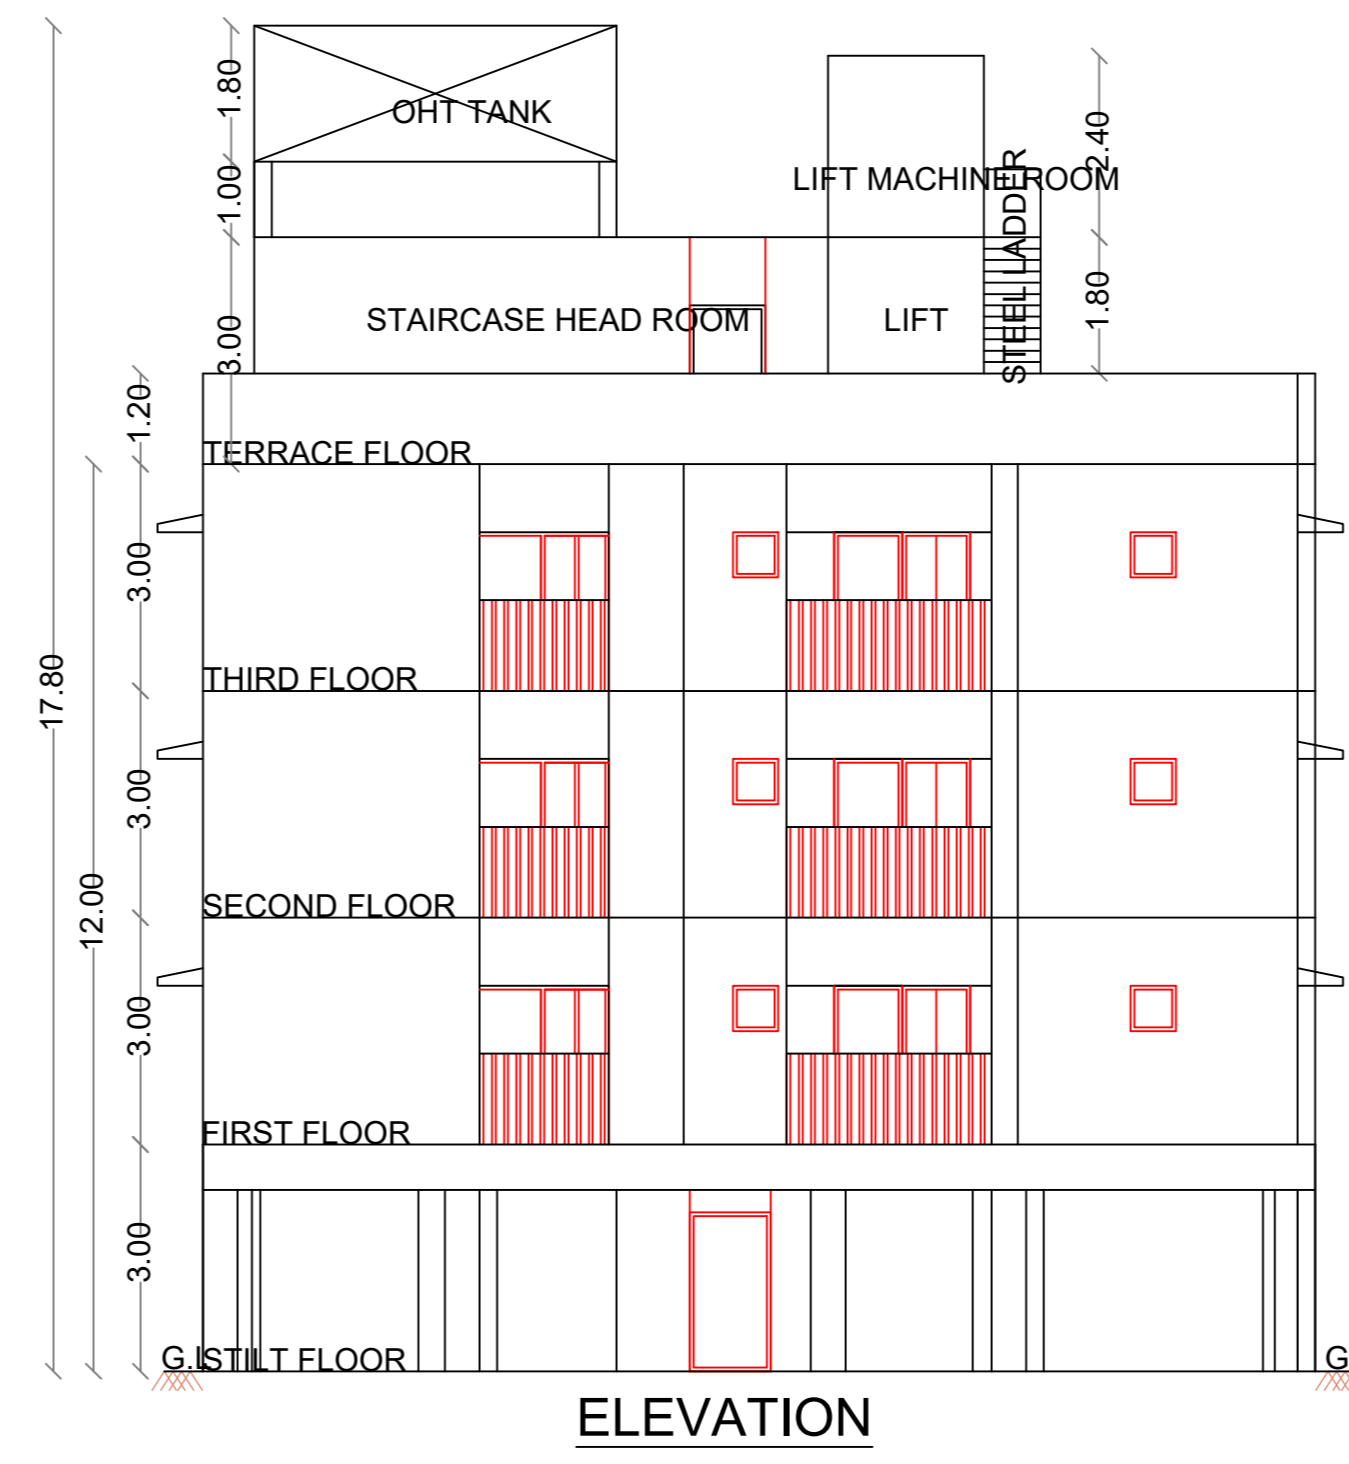 1.80
OHT TANK
2.40
1.00
LIFT MACHINE ROOM
STEEL LADDER
3.00
STAIRCASE HEAD ROOM
LIFT
1.80
1.20
TERRACE FLOOR
3.00
THIRD FLOOR
17.80
3.00
SECOND FLOOR
12.00
3.00
FIRST FLOOR
3.00
G.L
STILT FLOOR
G
ELEVATION